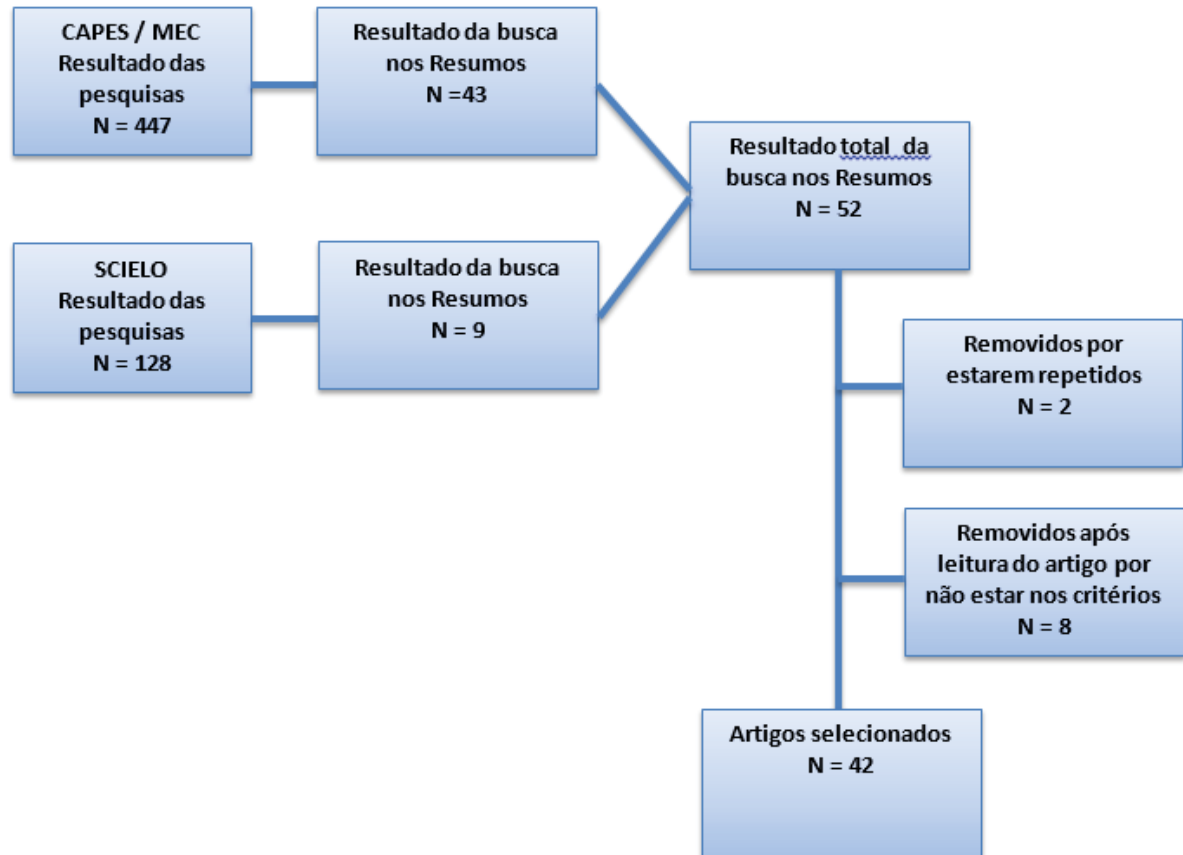 CAPES / MEC
Resultado das
pesquisas
N = 447
Resultado da busca
nos Resumos
N =43
Resultado total  da
busca nos Resumos
N = 52
SCIELO
Resultado das
pesquisas
N = 128
Resultado da busca
nos Resumos
N = 9
Removidos por
estarem repetidos
N = 2
Removidos após
leitura do artigo por
não estar nos critérios
N = 8
Artigos selecionados
N = 42